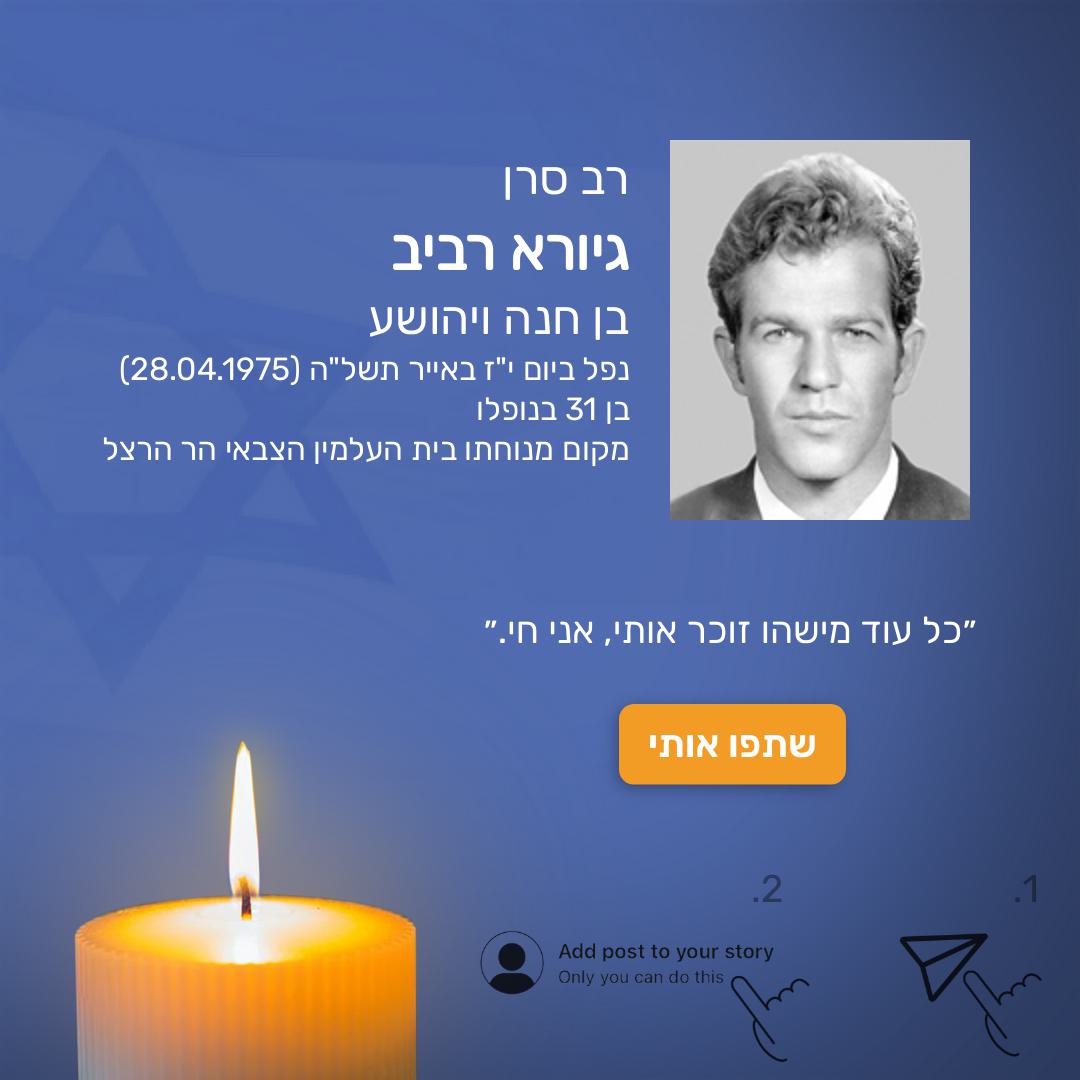 רב סרן
גיורא רביב
בן חנה ויהושע
נפל ביום י"ז באייר תשל"ה (28.04.1975)
בן 31 בנופלו
מקום מנוחתו בית העלמין הצבאי הר הרצל
״כל עוד מישהו זוכר אותי, אני חי.״
שתפו אותי
.1
.2
Add post to your story
Only you can do this